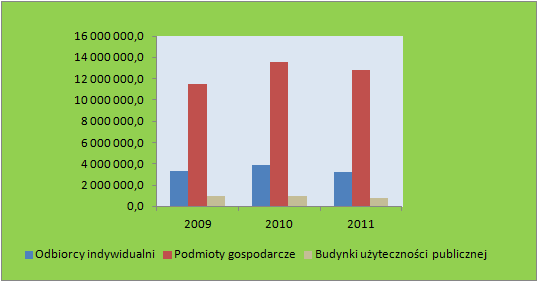 16 000 000,0
14 000 000,0
12 000 000,0
10 000 000,0
8 000 000,0
6 000 000,0
4 000 000,0
2 000 000,0
0,0
2009 2010 2011
Odbiorcy indywidualni Podmioty gospodarcze Budynki użyteczności publicznej